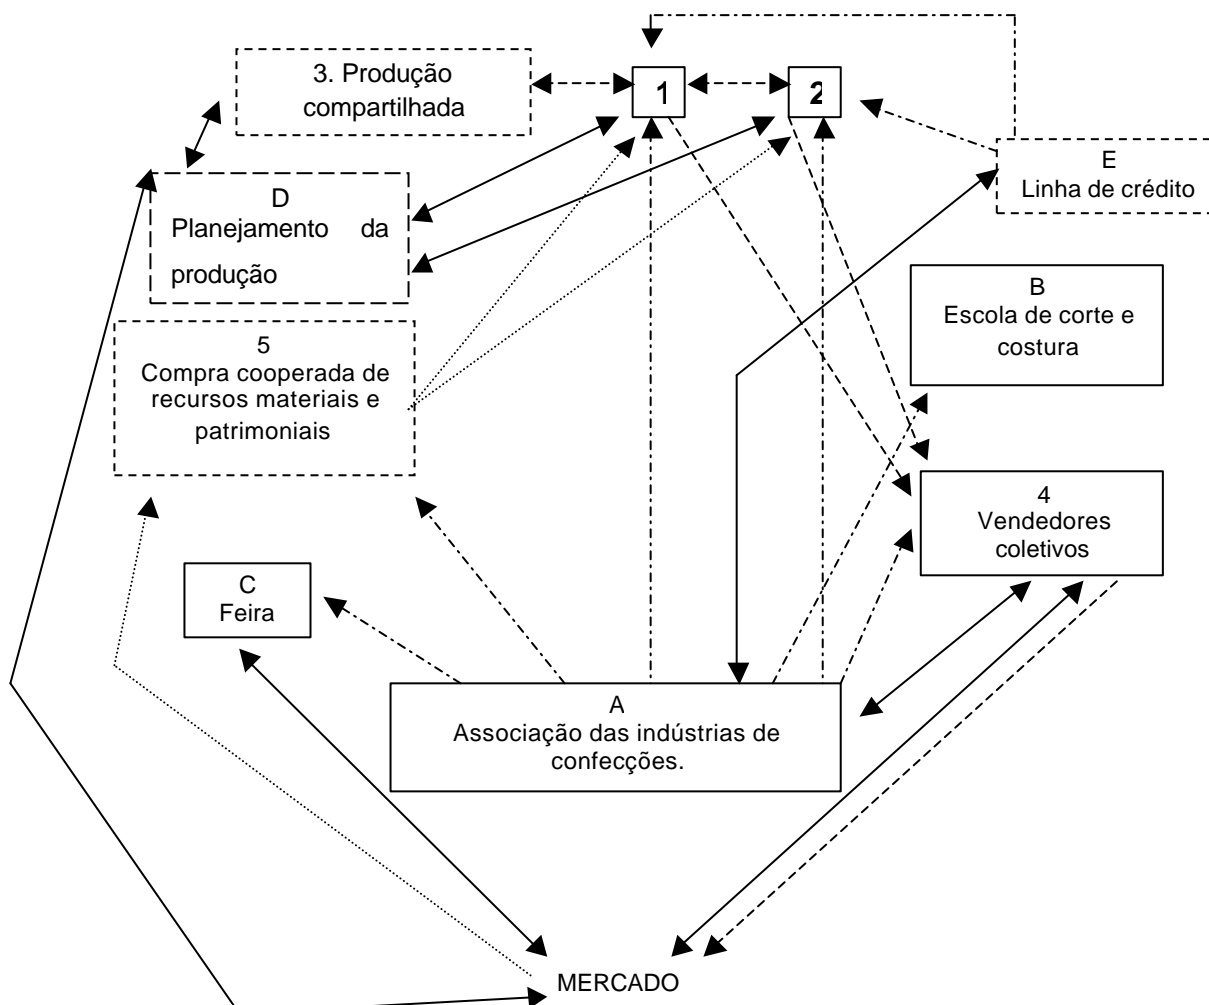 3. Produção
compartilhada
1
2
E
Linha de crédito
D
Planejamento da
produção
B
Escola de corte e
costura
5
Compra cooperada de
recursos materiais e
patrimoniais
4
Vendedores
coletivos
C
Feira
A
Associação das indústrias de
confecções.
MERCADO